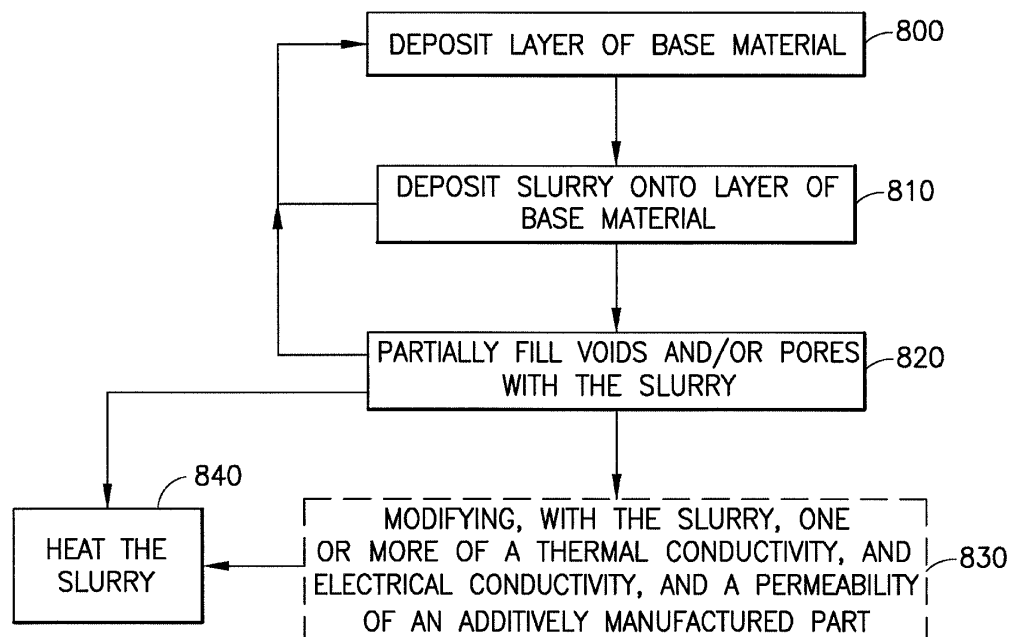 DEPOSIT LAYER OF BASE MATERIAL
800
DEPOSIT SLURRY ONTO LAYER OF
BASE MATERIAL
810
PARTIALLY FILL VOIDS AND/OR PORES
WITH THE SLURRY
820
840
HEAT THE
SLURRY
MODIFYING, WITH THE SLURRY, ONE
OR MORE OF A THERMAL CONDUCTIVITY, AND
ELECTRICAL CONDUCTIVITY, AND A PERMEABILITY
OF AN ADDITIVELY MANUFACTURED PART
830